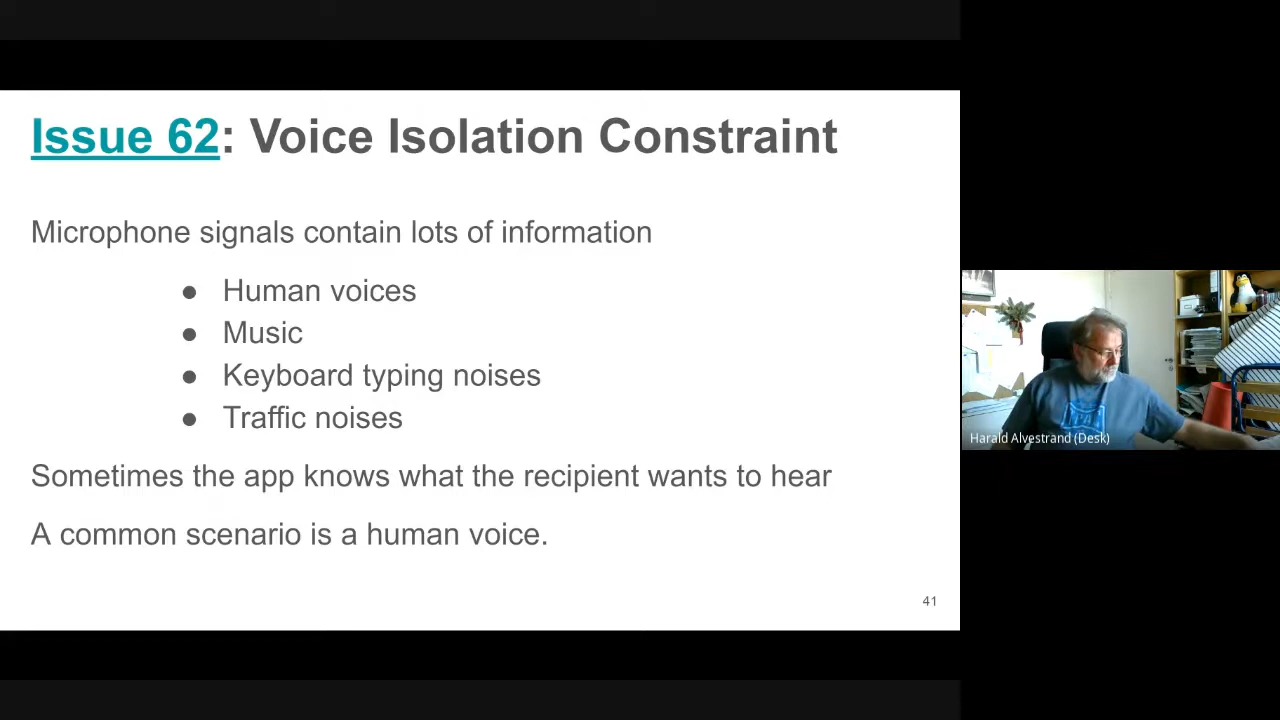 Issue 62: Voice Isolation Constraint
Microphone signals contain lots of information
● Human voices
● Music
● Keyboard typing noises
● Traffic noises
Sometimes the app knows what the recipient wants to hear
A common scenario is a human voice.
41
Harald Alvestrand (Desk)